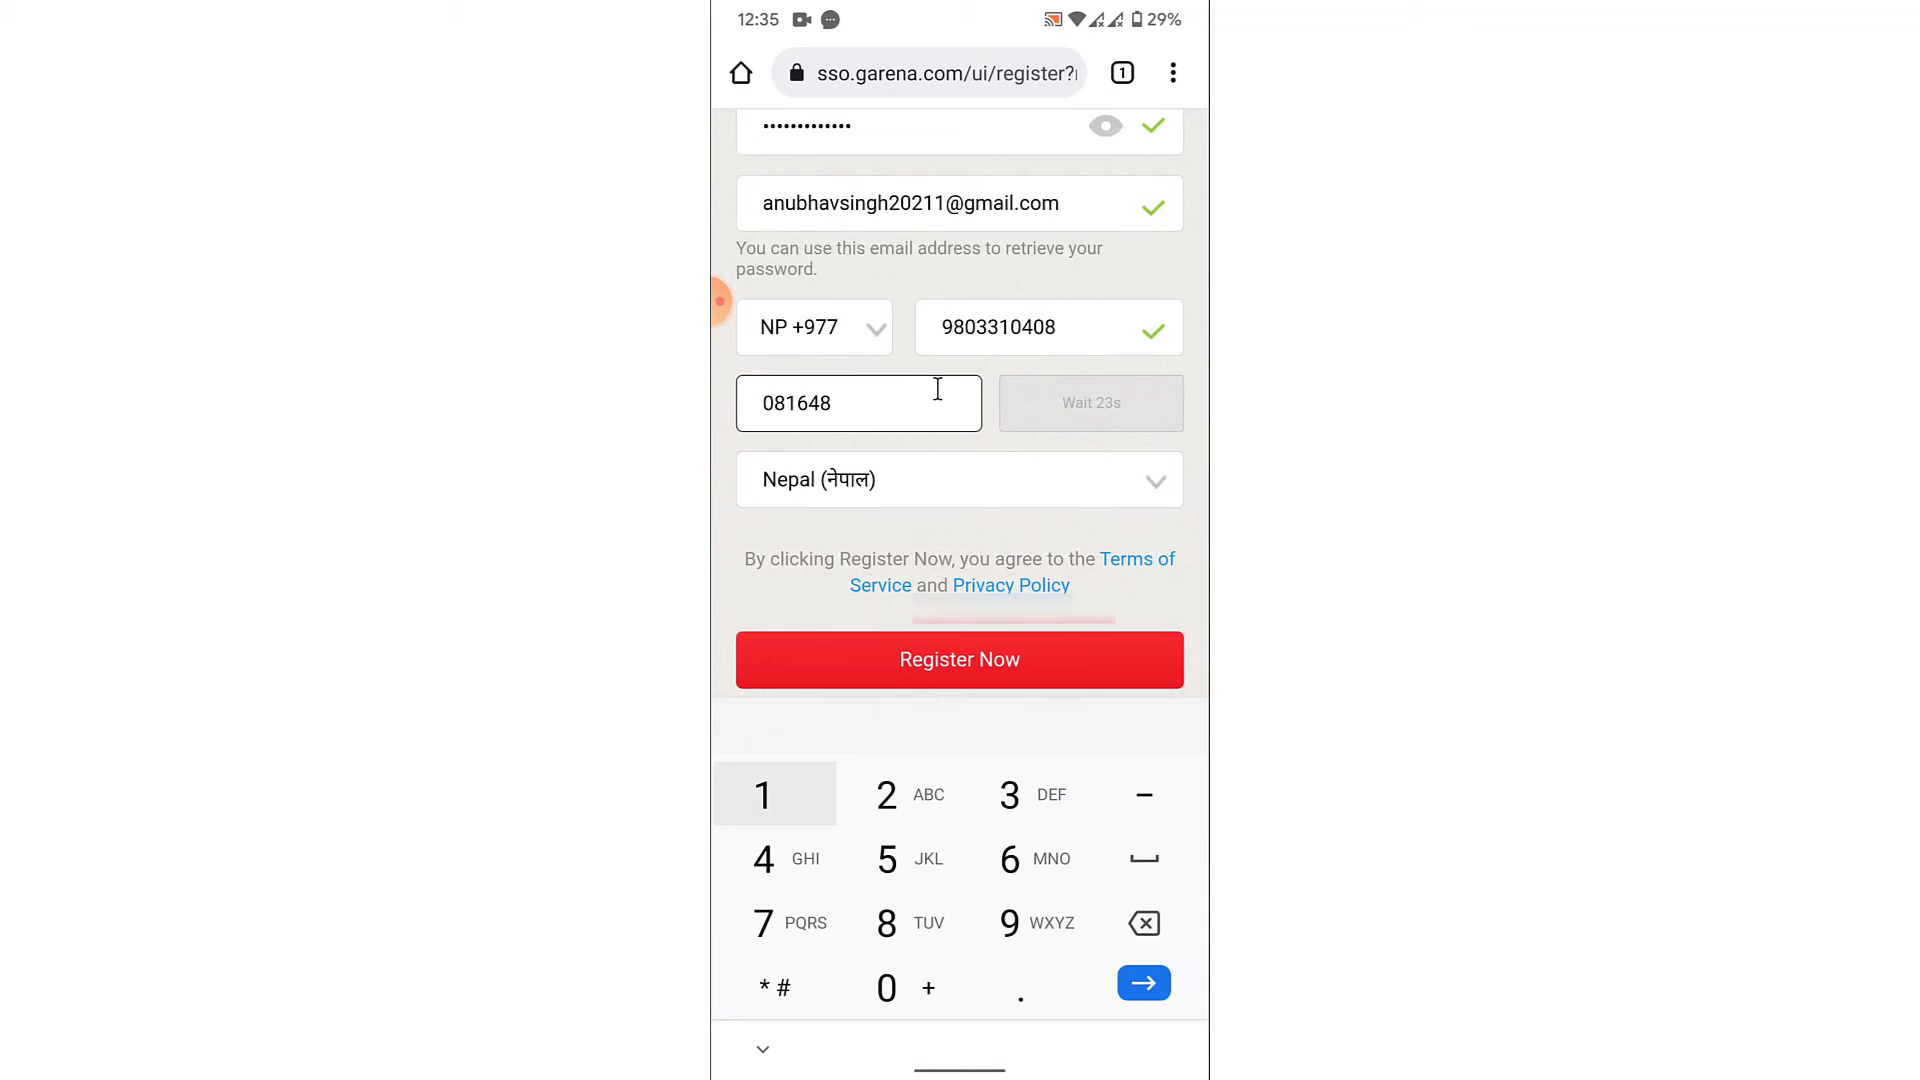 12:35 29%
sso.garena.com/ui/register? 1
•••••••••••••
anubhavsingh20211@gmail.com
You can use this email address to retrieve your
password.
NP +977 9803310408
081648 Wait 23s
Nepal (नेपाल)
By clicking Register Now, you agree to the Terms of
Service and Privacy Policy
Register Now
1 2 ABC 3 DEF –
4 GHI 5 JKL 6 MNO
7 PQRS 8 TUV 9 WXYZ
* # 0 + .